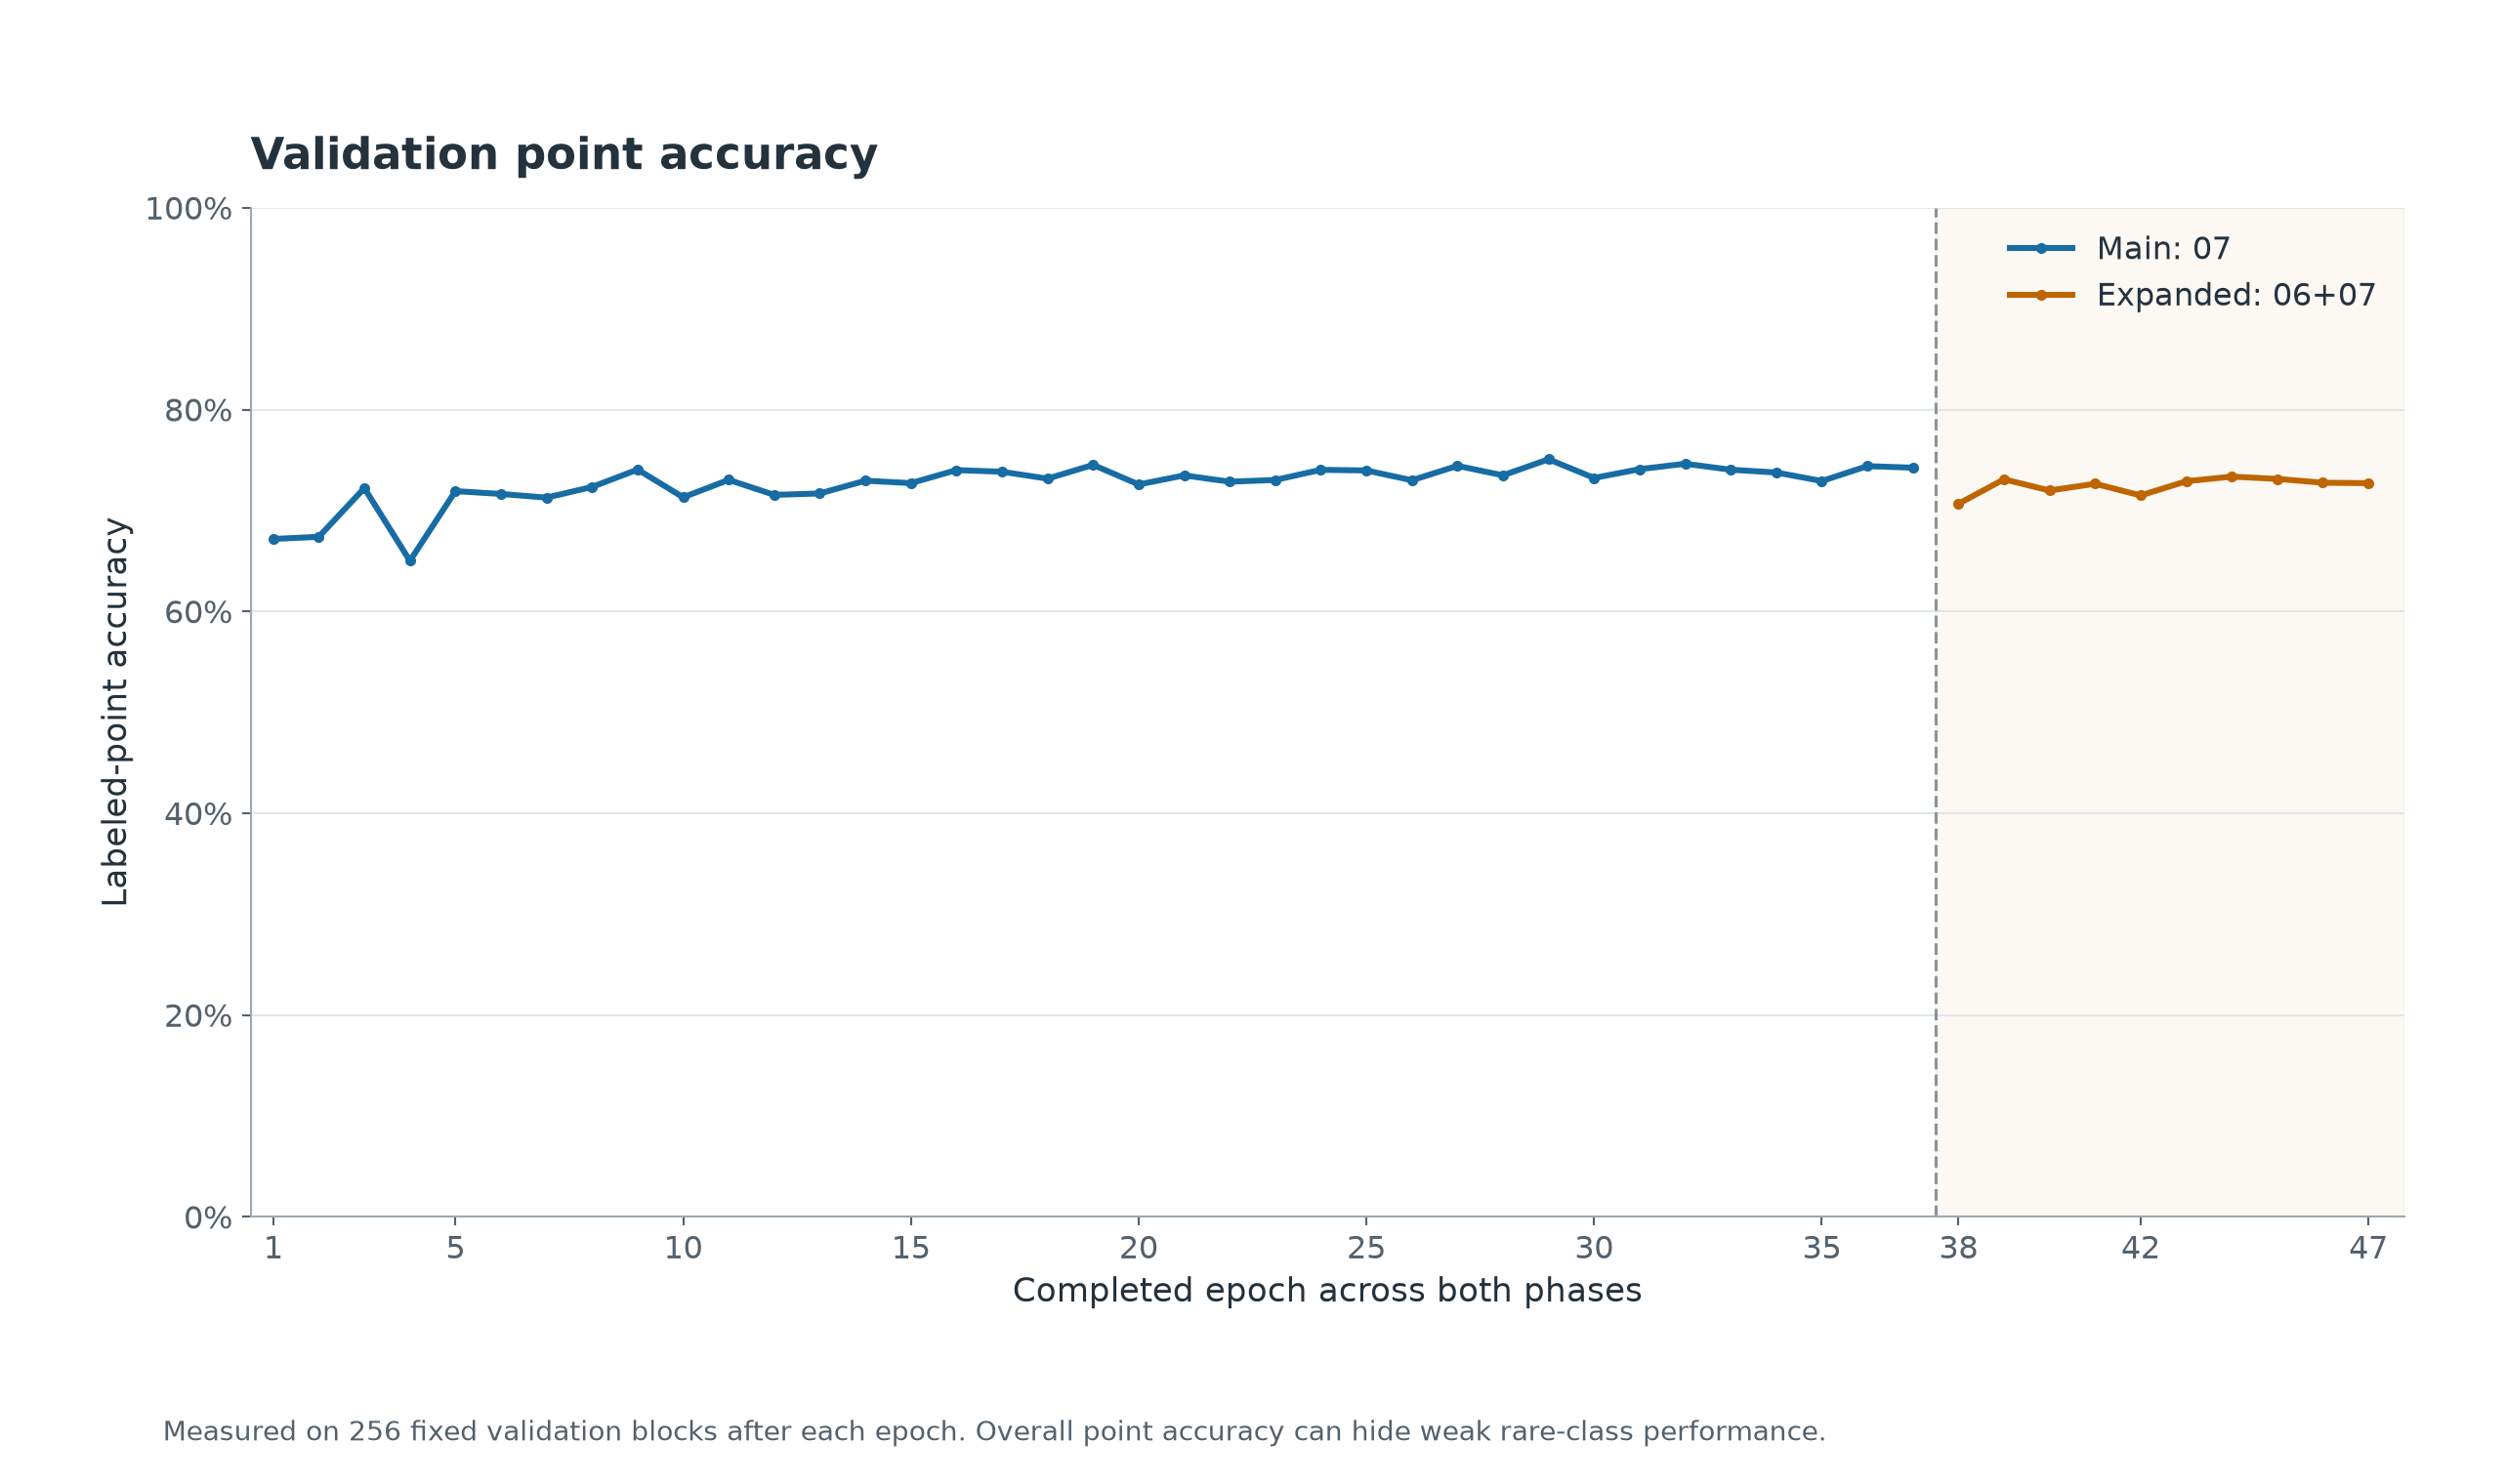 Validation point accuracy
100%
80%
60%
40%
20%
0%
Labeled-point accuracy
Main: 07
Expanded: 06+07
1 5 10 15 20 25 30 35 38 42 47
Completed epoch across both phases
Measured on 256 fixed validation blocks after each epoch. Overall point accuracy can hide weak rare-class performance.